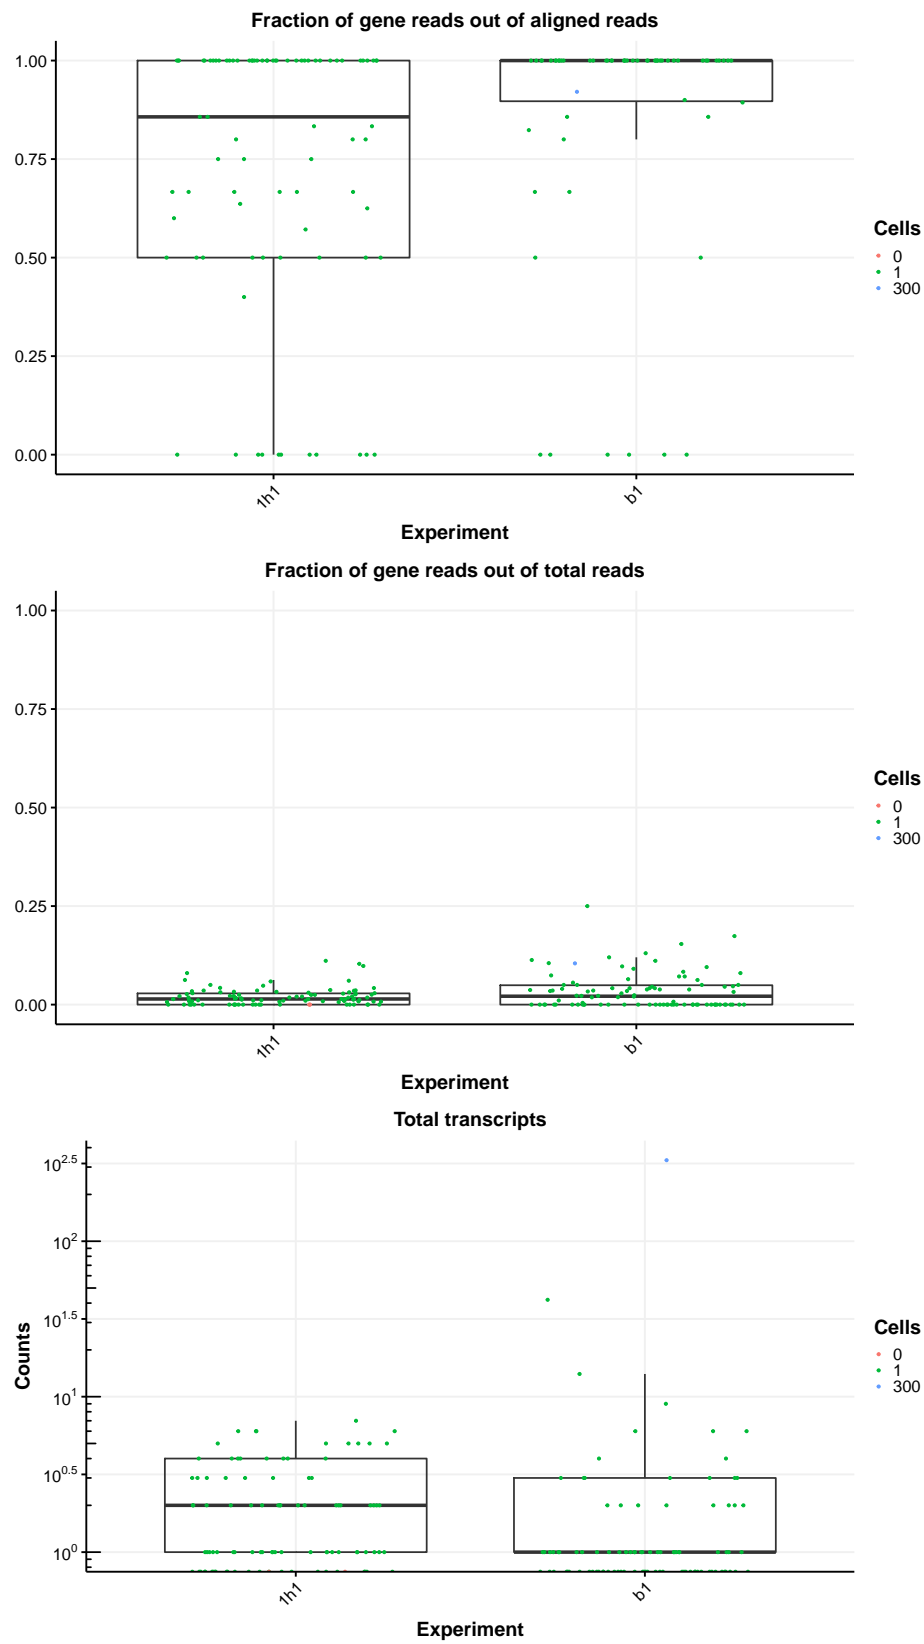 Fraction of gene reads out of aligned reads
1.00
0.75
0.50
0.25
0.00
1h1
b1
Experiment
Cells
0
1
300
Fraction of gene reads out of total reads
1.00
0.75
0.50
0.25
0.00
1h1
b1
Experiment
Cells
0
1
300
Total transcripts
Counts
10^2.5
10^2
10^1.5
10^1
10^0.5
10^0
1h1
b1
Experiment
Cells
0
1
300